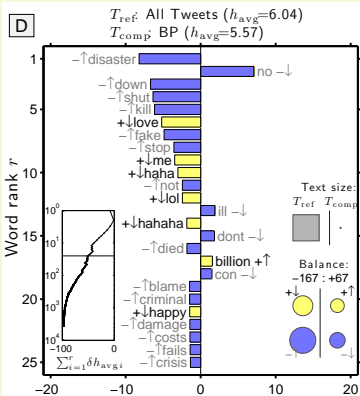 D
T_ref: All Tweets (h_avg=6.04)
T_comp: BP (h_avg=5.57)
Word rank r
1
5
10
15
20
25
−↑disaster
no −↓
−↑down
−↑shut
−↑kill
+↓love
−↑fake
−↑stop
+↓me
+↓haha
−↑not
+↓lol
ill −↓
+↓hahaha
dont −↓
−↑died
billion +↑
con −↓
−↑blame
−↑criminal
+↓happy
−↑damage
−↑costs
−↑fails
−↑crisis
Text size:
T_ref T_comp
Balance:
−167 : +67
+↓ +↑
−↑ −↓
10^0
10^1
10^2
10^3
10^4
−100 0
∑_{i=1}^{r} δh_{avg,i}
−20 −10 0 10 20